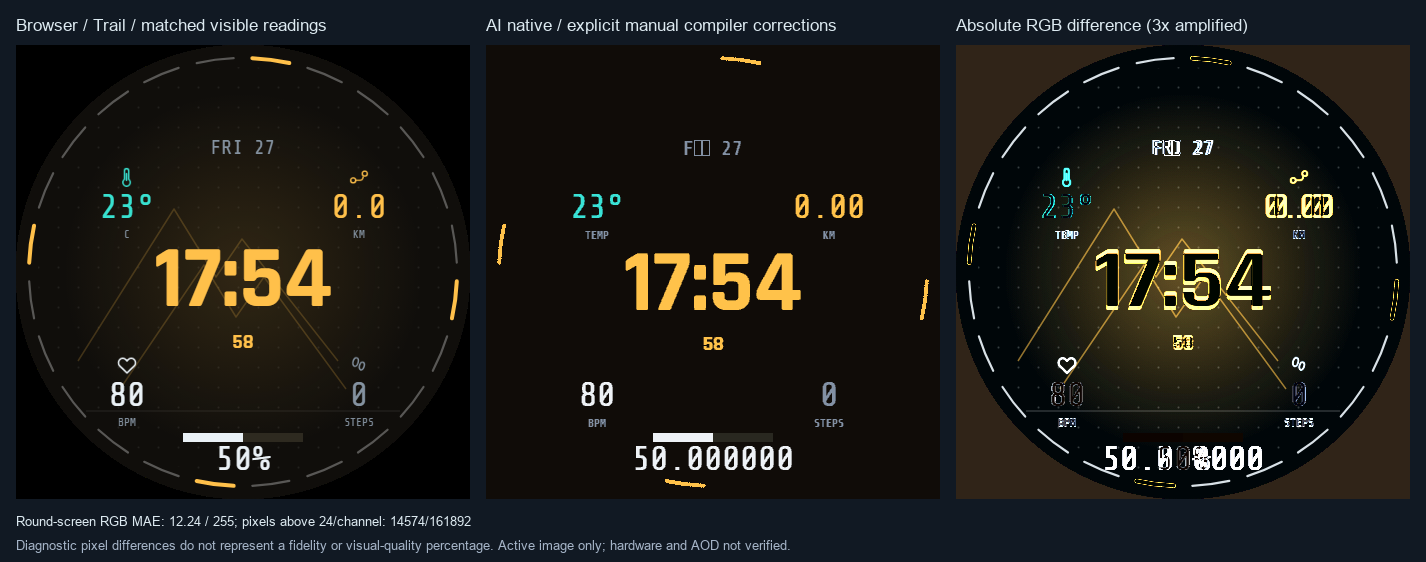 Browser / Trail / matched visible readings
FRI 27
23° 0.0
C KM
17:54
58
80 0
BPM STEPS
50%
AI native / explicit manual compiler corrections
F□□ 27
23° 0.00
TEMP KM
17:54
58
80 0
BPM STEPS
50.000000
Absolute RGB difference (3x amplified)
17:54
Round-screen RGB MAE: 12.24 / 255; pixels above 24/channel: 14574/161892
Diagnostic pixel differences do not represent a fidelity or visual-quality percentage. Active image only; hardware and AOD not verified.